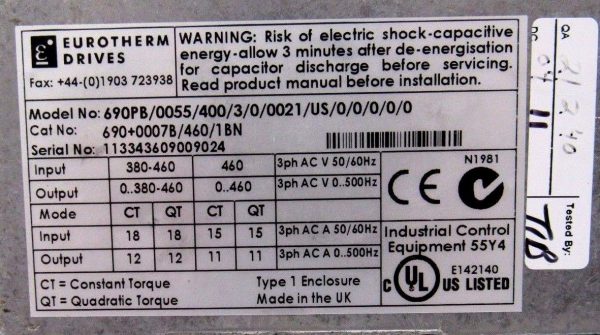 EUROTHERM
DRIVES
Fax: +44-(0)1903 723938
WARNING: Risk of electric shock-capacitive
energy-allow 3 minutes after de-energisation
for capacitor discharge before servicing.
Read product manual before installation.
Model No: 690PB/0055/400/3/0/0021/US/0/0/0/0/0
Cat No: 690+0007B/460/1BN
Serial No: 113343609009024
Input 380-460 460 3ph AC V 50/60Hz
Output 0..380-460 0..460 3ph AC V 0..500Hz
Mode CT QT CT QT
Input 18 18 15 15 3ph AC A 50/60Hz
Output 12 12 11 11 3ph AC A 0..500Hz
CT = Constant Torque Type 1 Enclosure
QT = Quadratic Torque Made in the UK
CE N1981
Industrial Control
Equipment 55Y4
E142140
C UL US LISTED
QA
Tested By: